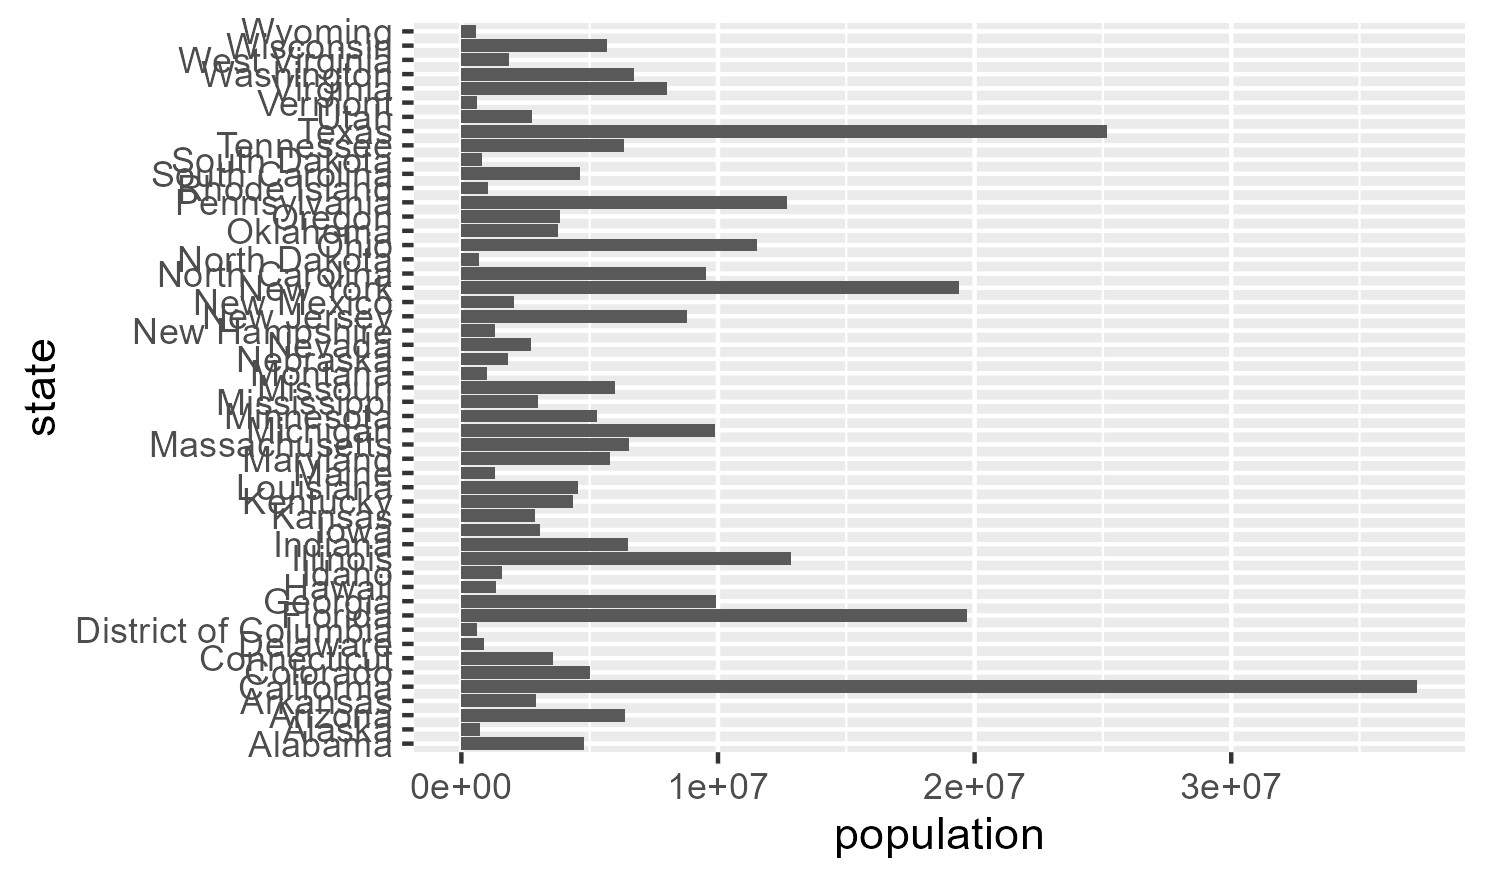 Wyoming
Wisconsin
West Virginia
Washington
Virginia
Vermont
Utah
Texas
Tennessee
South Dakota
South Carolina
Rhode Island
Pennsylvania
Oregon
Oklahoma
Ohio
North Dakota
North Carolina
New York
New Mexico
New Jersey
New Hampshire
Nevada
Nebraska
Montana
Missouri
Mississippi
Minnesota
Michigan
Massachusetts
Maryland
Maine
Louisiana
Kentucky
Kansas
Iowa
Indiana
Illinois
Idaho
Hawaii
Georgia
Florida
District of Columbia
Delaware
Connecticut
Colorado
California
Arkansas
Arizona
Alaska
Alabama
state
0e+00 1e+07 2e+07 3e+07
population